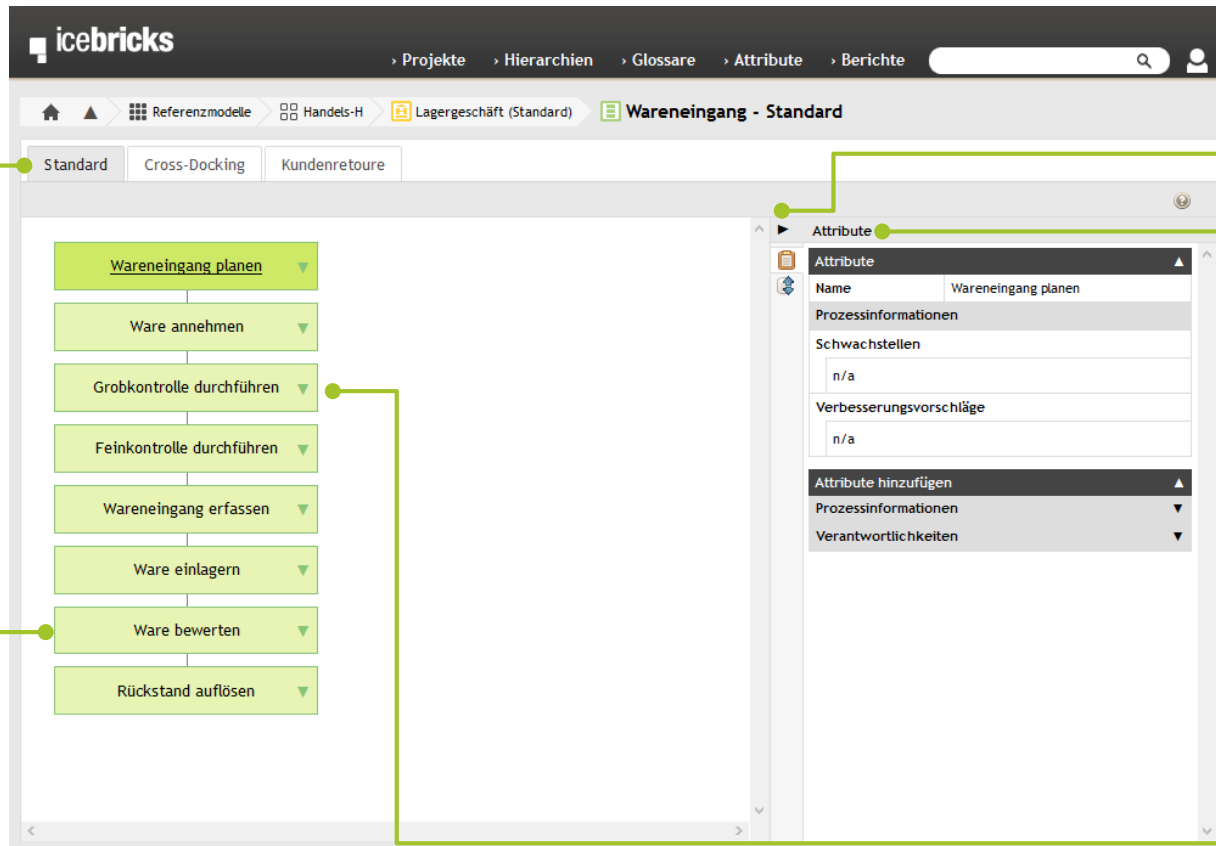 icebricks
› Projekte › Hierarchien › Glossare › Attribute › Berichte
Referenzmodelle Handels-H Lagergeschäft (Standard) Wareneingang - Standard
Standard Cross-Docking Kundenretoure
Attribute
Wareneingang planen
Ware annehmen
Grobkontrolle durchführen
Feinkontrolle durchführen
Wareneingang erfassen
Ware einlagern
Ware bewerten
Rückstand auflösen
Attribute
Name Wareneingang planen
Prozessinformationen
Schwachstellen
n/a
Verbesserungsvorschläge
n/a
Attribute hinzufügen
Prozessinformationen
Verantwortlichkeiten